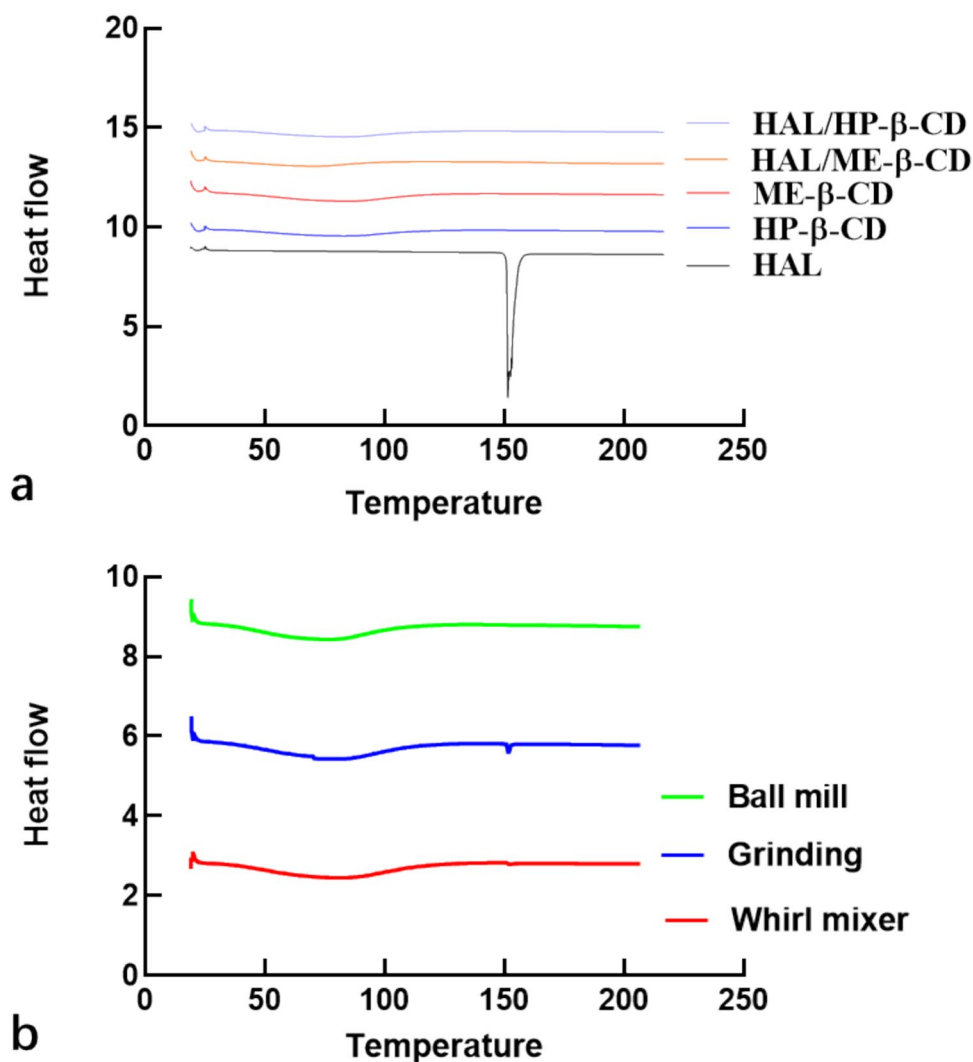 20
15
10
5
0
0 50 100 150 200 250
Heat flow
Temperature
HAL/HP-β-CD
HAL/ME-β-CD
ME-β-CD
HP-β-CD
HAL
a
10
8
6
4
2
0
0 50 100 150 200 250
Heat flow
Temperature
Ball mill
Grinding
Whirl mixer
b